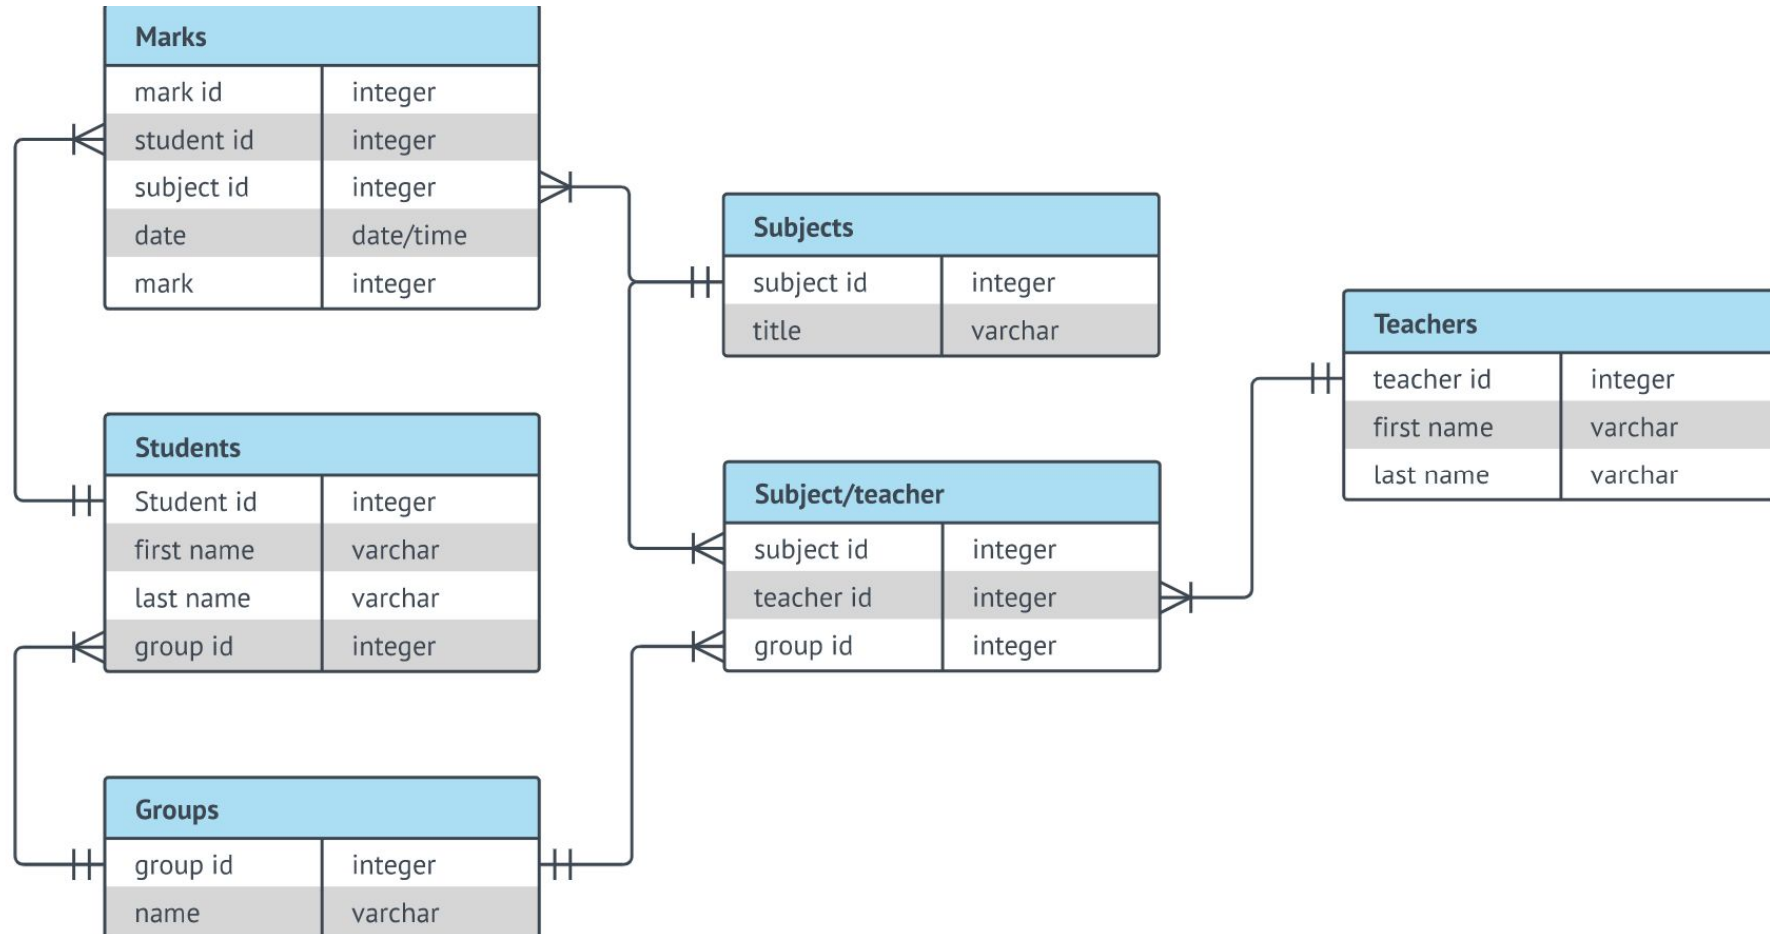 Marks
mark id integer
student id integer
subject id integer
date date/time
mark integer
Subjects
subject id integer
title varchar
Teachers
teacher id integer
first name varchar
last name varchar
Students
Student id integer
first name varchar
last name varchar
group id integer
Subject/teacher
subject id integer
teacher id integer
group id integer
Groups
group id integer
name varchar